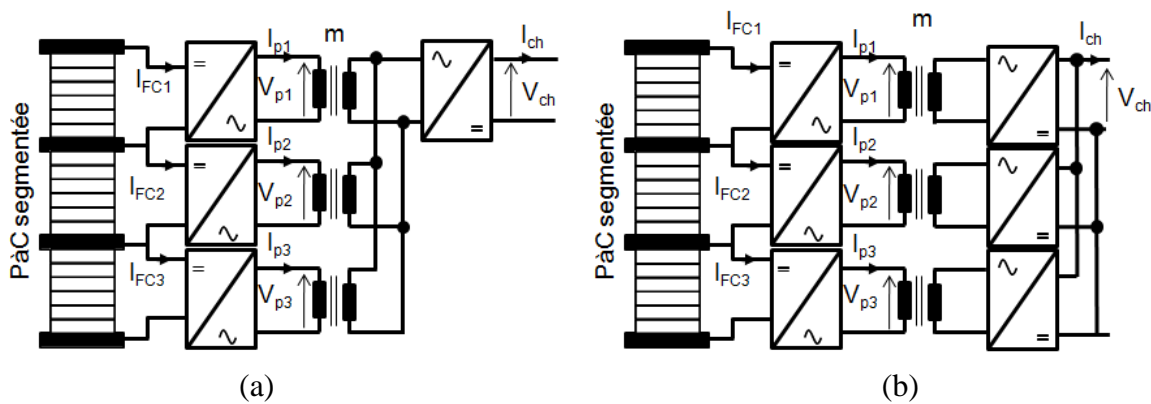 m
I_p1
I_ch
I_FC1
=
∼
V_p1
∼
=
V_ch
PàC segmentée
I_p2
I_FC2
=
∼
V_p2
I_p3
I_FC3
=
∼
V_p3
(a)
m
I_FC1
I_p1
I_ch
=
∼
V_p1
∼
=
V_ch
PàC segmentée
I_p2
I_FC2
=
∼
V_p2
∼
=
I_p3
I_FC3
=
∼
V_p3
∼
=
(b)